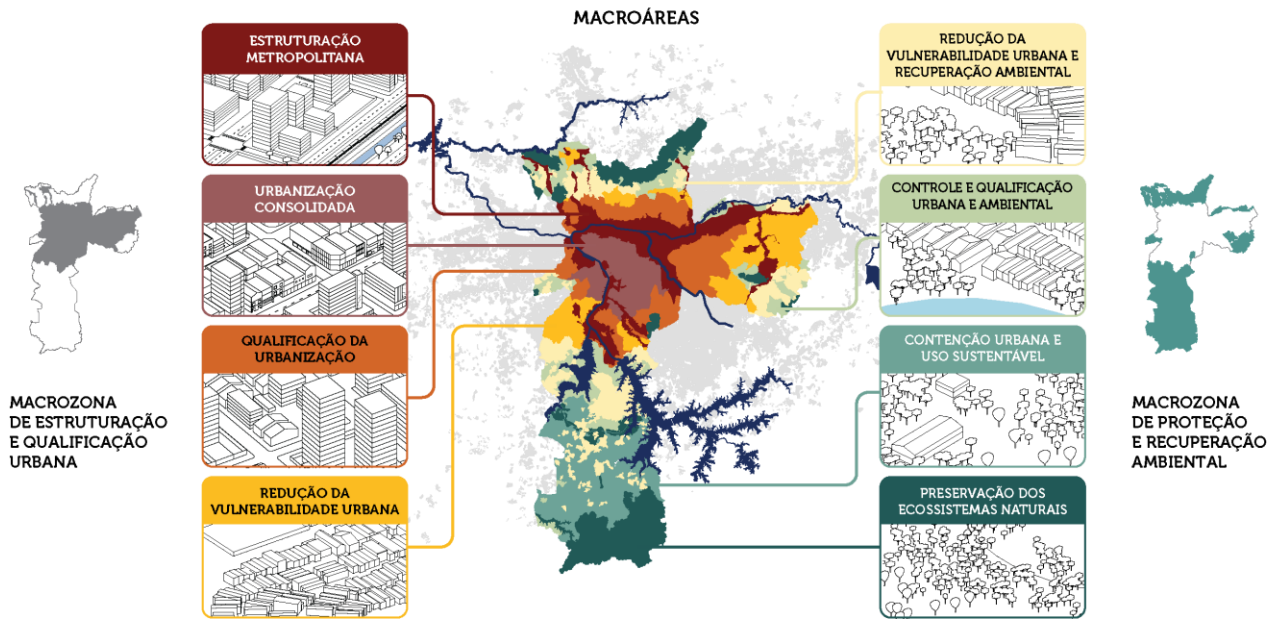 MACROÁREAS
ESTRUTURAÇÃO
METROPOLITANA
URBANIZAÇÃO
CONSOLIDADA
QUALIFICAÇÃO DA
URBANIZAÇÃO
REDUÇÃO DA
VULNERABILIDADE URBANA
MACROZONA
DE ESTRUTURAÇÃO
E QUALIFICAÇÃO
URBANA
REDUÇÃO DA
VULNERABILIDADE URBANA E
RECUPERAÇÃO AMBIENTAL
CONTROLE E QUALIFICAÇÃO
URBANA E AMBIENTAL
CONTENÇÃO URBANA E
USO SUSTENTÁVEL
PRESERVAÇÃO DOS
ECOSSISTEMAS NATURAIS
MACROZONA
DE PROTEÇÃO
E RECUPERAÇÃO
AMBIENTAL